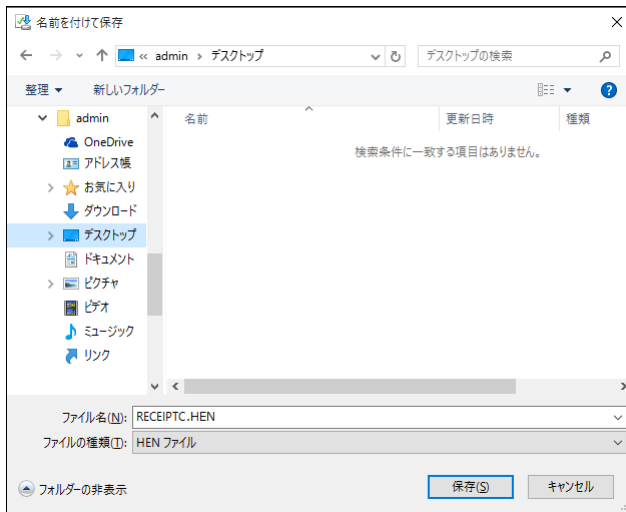 名前を付けて保存
« admin › デスクトップ
デスクトップの検索
整理 ▼ 新しいフォルダー
admin
OneDrive
アドレス帳
お気に入り
ダウンロード
デスクトップ
ドキュメント
ピクチャ
ビデオ
ミュージック
リンク
名前 更新日時 種類
検索条件に一致する項目はありません。
ファイル名(N): RECEIPTC.HEN
ファイルの種類(T): HEN ファイル
フォルダーの非表示 保存(S) キャンセル